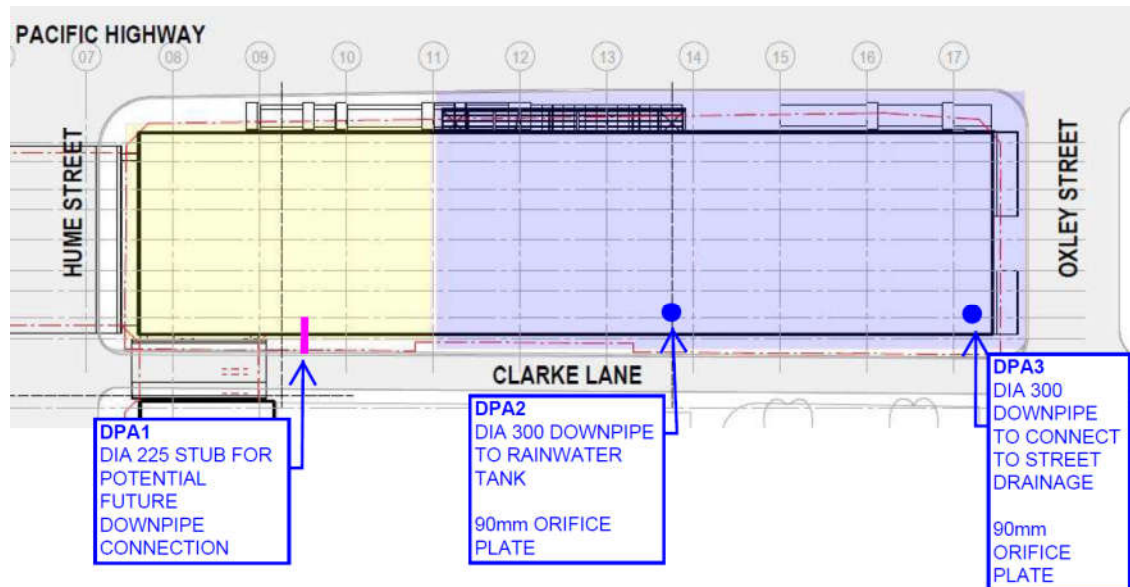 PACIFIC HIGHWAY
07 08 09 10 11 12 13 14 15 16 17
HUME STREET
OXLEY STREET
CLARKE LANE
DPA1
DIA 225 STUB FOR
POTENTIAL
FUTURE
DOWNPIPE
CONNECTION
DPA2
DIA 300 DOWNPIPE
TO RAINWATER
TANK
90mm ORIFICE
PLATE
DPA3
DIA 300
DOWNPIPE
TO CONNECT
TO STREET
DRAINAGE
90mm
ORIFICE
PLATE